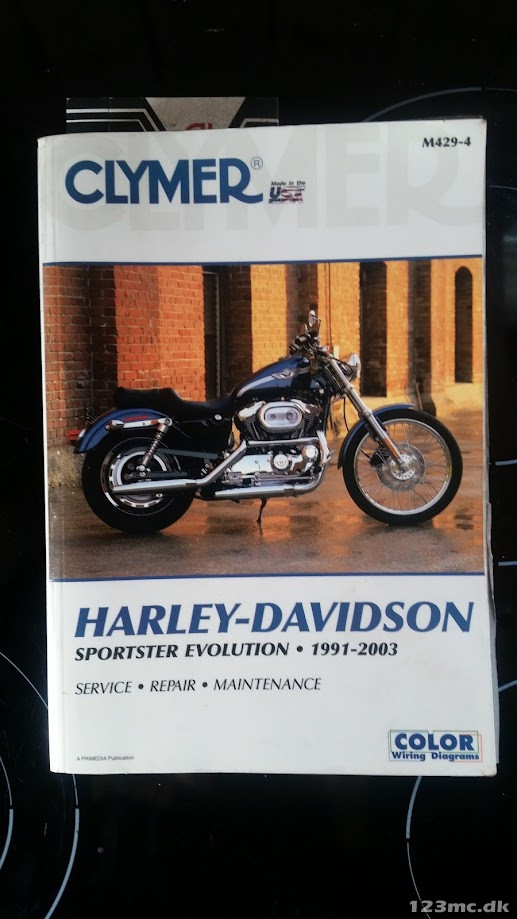 M429-4
CLYMER®
Made in the
USA
HARLEY-DAVIDSON
SPORTSTER EVOLUTION • 1991-2003
SERVICE • REPAIR • MAINTENANCE
COLOR
Wiring Diagrams
A PRIMEDIA Publication
123mc.dk